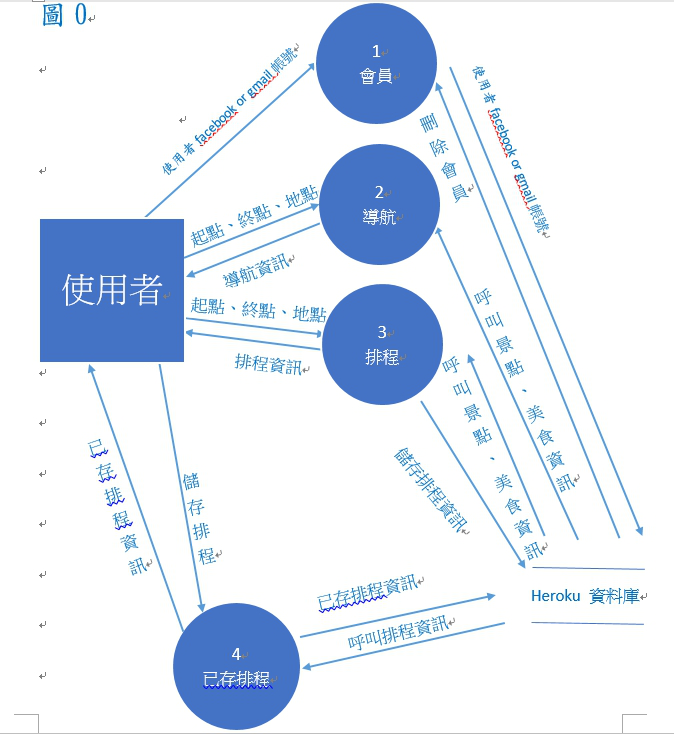 圖 0
1
會員
使用者 facebook or gmail 帳號
使用者 facebook or gmail 帳號
刪除會員
2
導航
起點、終點、地點
導航資訊
使用者
起點、終點、地點
排程資訊
3
排程
呼叫景點、美食資訊
呼叫景點、美食資訊
儲存排程資訊
已存排程資訊
儲存排程
Heroku 資料庫
已存排程資訊
呼叫排程資訊
4
已存排程